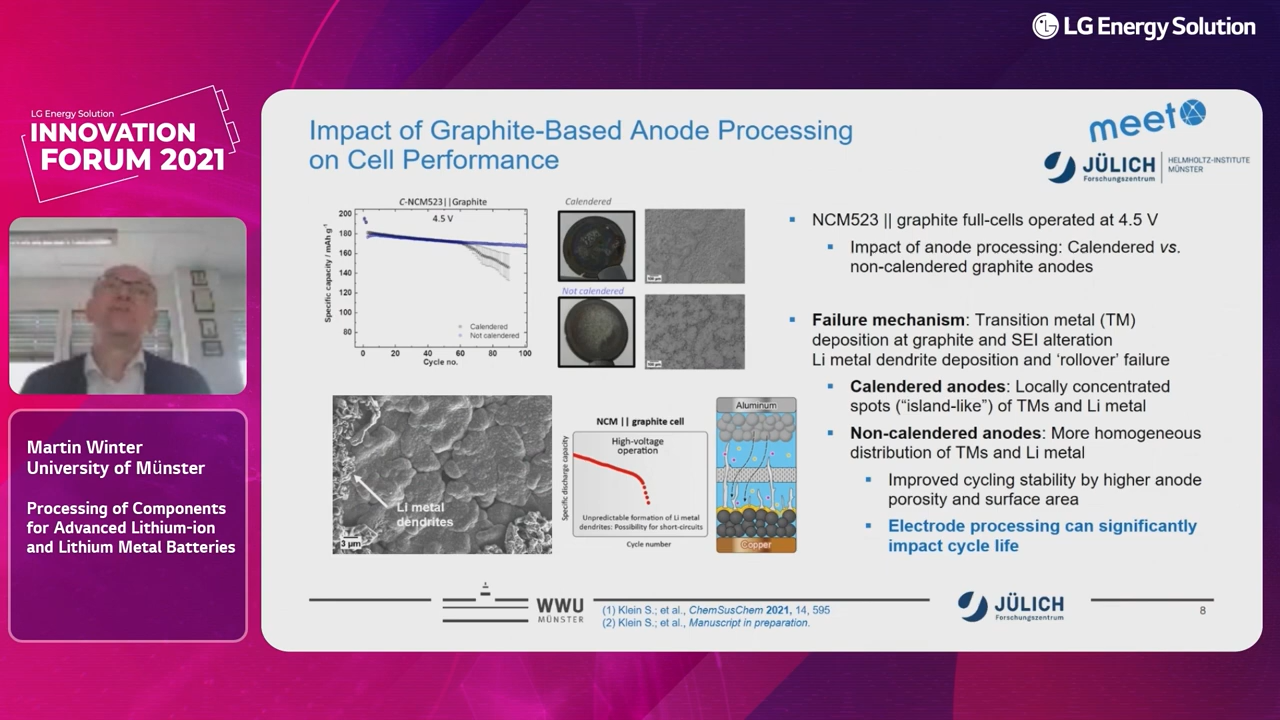 LG Energy Solution
LG Energy Solution
INNOVATION
FORUM 2021
Martin Winter
University of Münster
Processing of Components
for Advanced Lithium-ion
and Lithium Metal Batteries
Impact of Graphite-Based Anode Processing
on Cell Performance
meet
JÜLICH
Forschungszentrum
HELMHOLTZ-INSTITUTE
MÜNSTER
C-NCM523||Graphite
4.5 V
200
180
160
140
120
100
80
Specific capacity / mAh g-1
0 20 40 60 80 100
Cycle no.
Calendered
Not calendered
Calendered
Not calendered
Li metal
dendrites
3 µm
NCM || graphite cell
High-voltage
operation
Unpredictable formation of Li metal
dendrites: Possibility for short-circuits
Specific discharge capacity
Cycle number
Aluminum
Copper
▪ NCM523 || graphite full-cells operated at 4.5 V
▪ Impact of anode processing: Calendered vs.
non-calendered graphite anodes
▪ Failure mechanism: Transition metal (TM)
deposition at graphite and SEI alteration
Li metal dendrite deposition and ‘rollover’ failure
▪ Calendered anodes: Locally concentrated
spots (“island-like”) of TMs and Li metal
▪ Non-calendered anodes: More homogeneous
distribution of TMs and Li metal
▪ Improved cycling stability by higher anode
porosity and surface area
▪ Electrode processing can significantly
impact cycle life
WWU
MÜNSTER
(1) Klein S.; et al., ChemSusChem 2021, 14, 595
(2) Klein S.; et al., Manuscript in preparation.
JÜLICH
Forschungszentrum
8